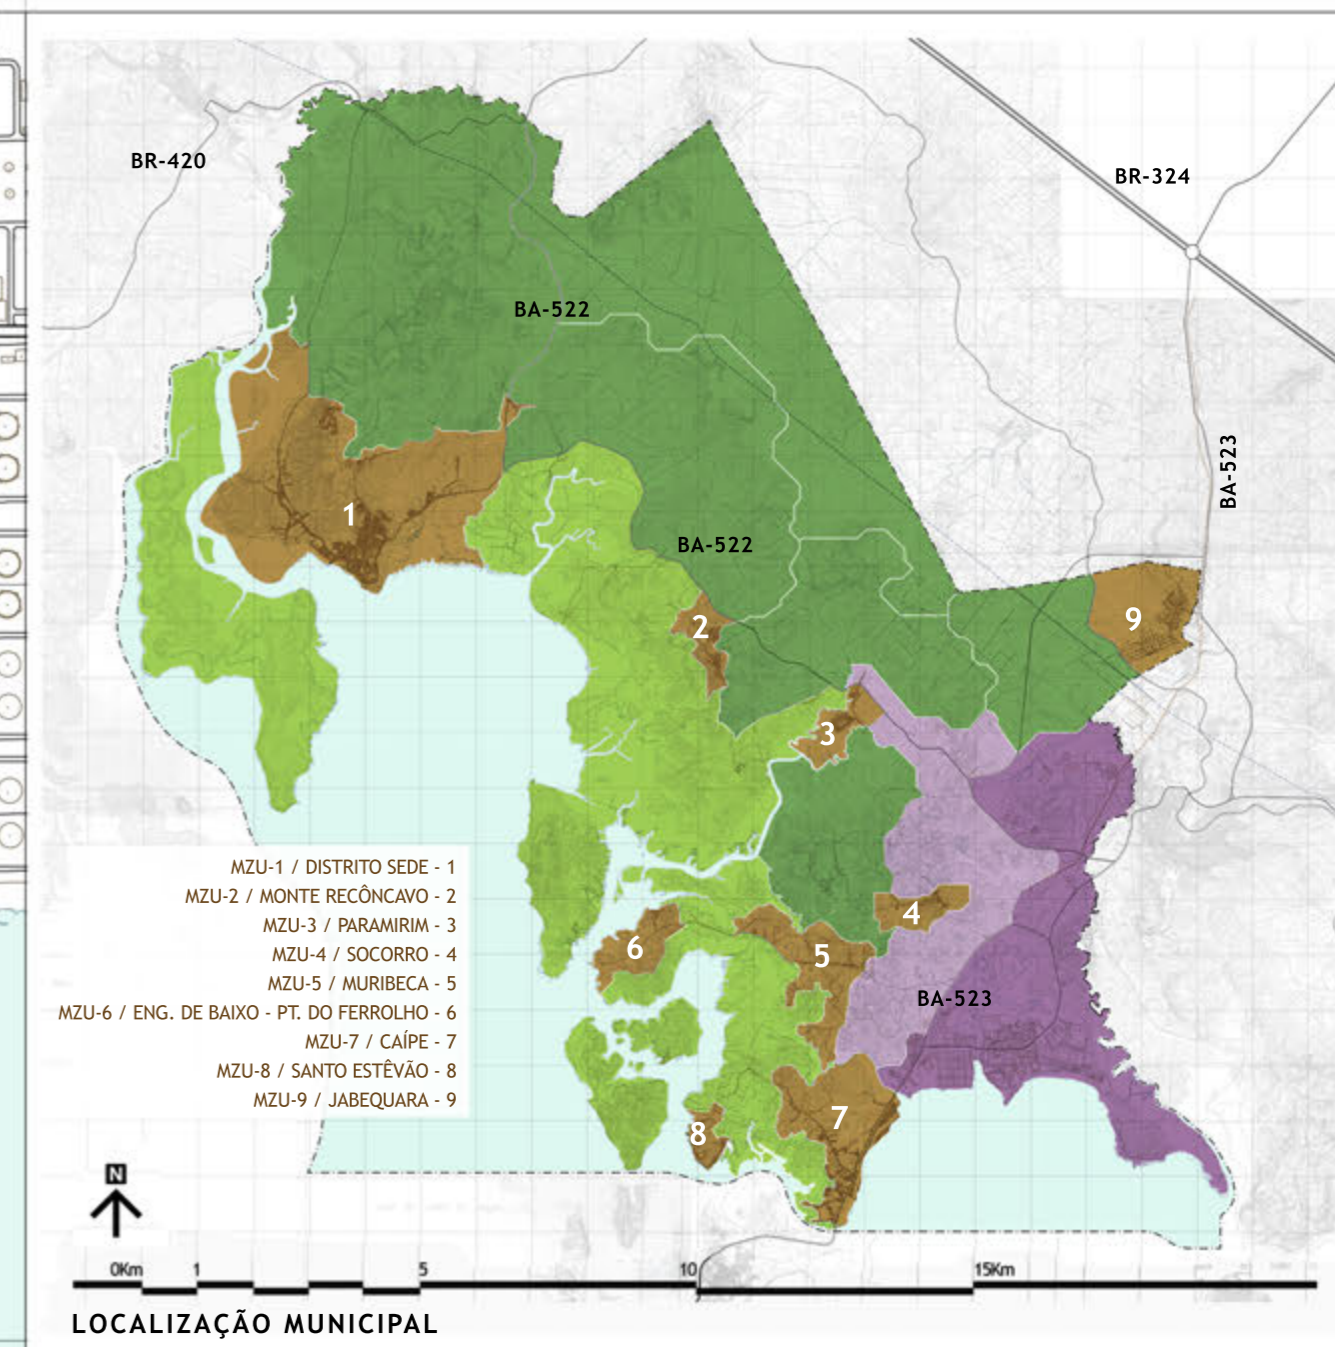 BR-420
BR-324
BA-522
BA-523
1
BA-522
2
9
3
MZU-1 / DISTRITO SEDE - 1
MZU-2 / MONTE RECÔNCAVO - 2
MZU-3 / PARAMIRIM - 3
MZU-4 / SOCORRO - 4
MZU-5 / MURIBECA - 5
MZU-6 / ENG. DE BAIXO - PT. DO FERROLHO - 6
MZU-7 / CAÍPE - 7
MZU-8 / SANTO ESTÊVÃO - 8
MZU-9 / JABEQUARA - 9
4
6
5
BA-523
7
8
N
0Km 1 5 10 15Km
LOCALIZAÇÃO MUNICIPAL